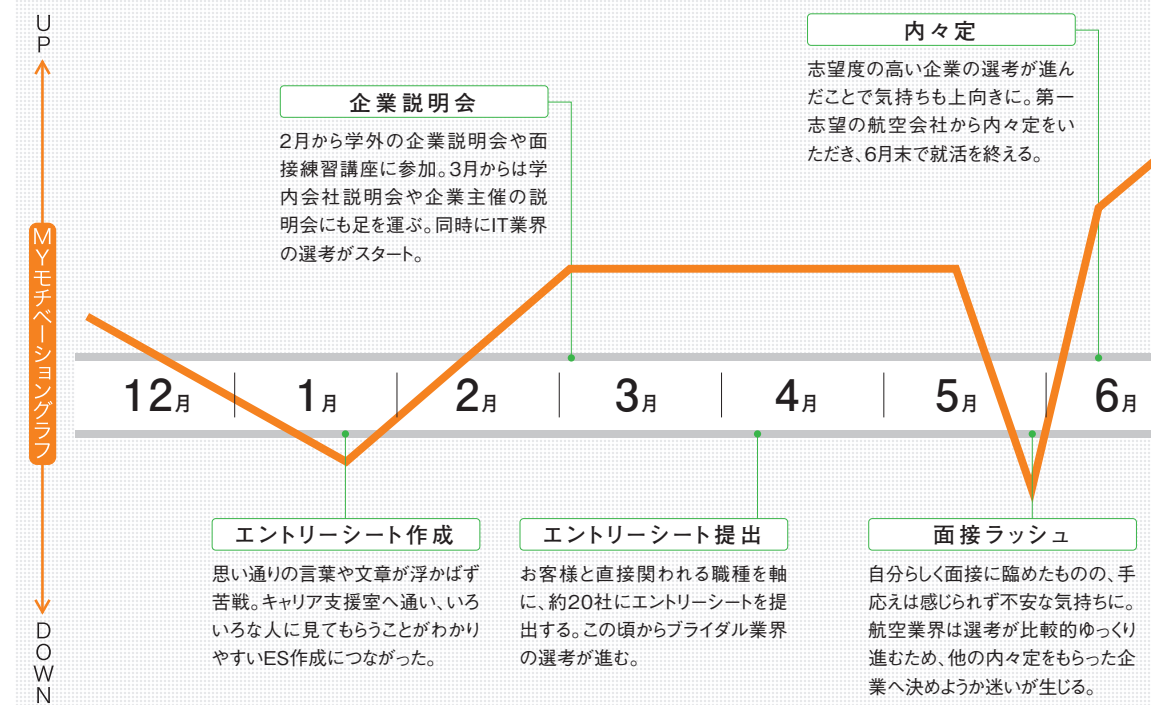 UP
MYモチベーショングラフ
DOWN
企業説明会
2月から学外の企業説明会や面
接練習講座に参加。3月からは学
内会社説明会や企業主催の説
明会にも足を運ぶ。同時にIT業界
の選考がスタート。
内々定
志望度の高い企業の選考が進ん
だことで気持ちも上向きに。第一
志望の航空会社から内々定をい
ただき、6月末で就活を終える。
12月
1月
2月
3月
4月
5月
6月
エントリーシート作成
思い通りの言葉や文章が浮かばず
苦戦。キャリア支援室へ通い、いろ
いろな人に見てもらうことがわかり
やすいES作成につながった。
エントリーシート提出
お客様と直接関われる職種を軸
に、約20社にエントリーシートを提
出する。この頃からブライダル業界
の選考が進む。
面接ラッシュ
自分らしく面接に臨めたものの、手
応えは感じられず不安な気持ちに。
航空業界は選考が比較的ゆっくり
進むため、他の内々定をもらった企
業へ決めようか迷いが生じる。